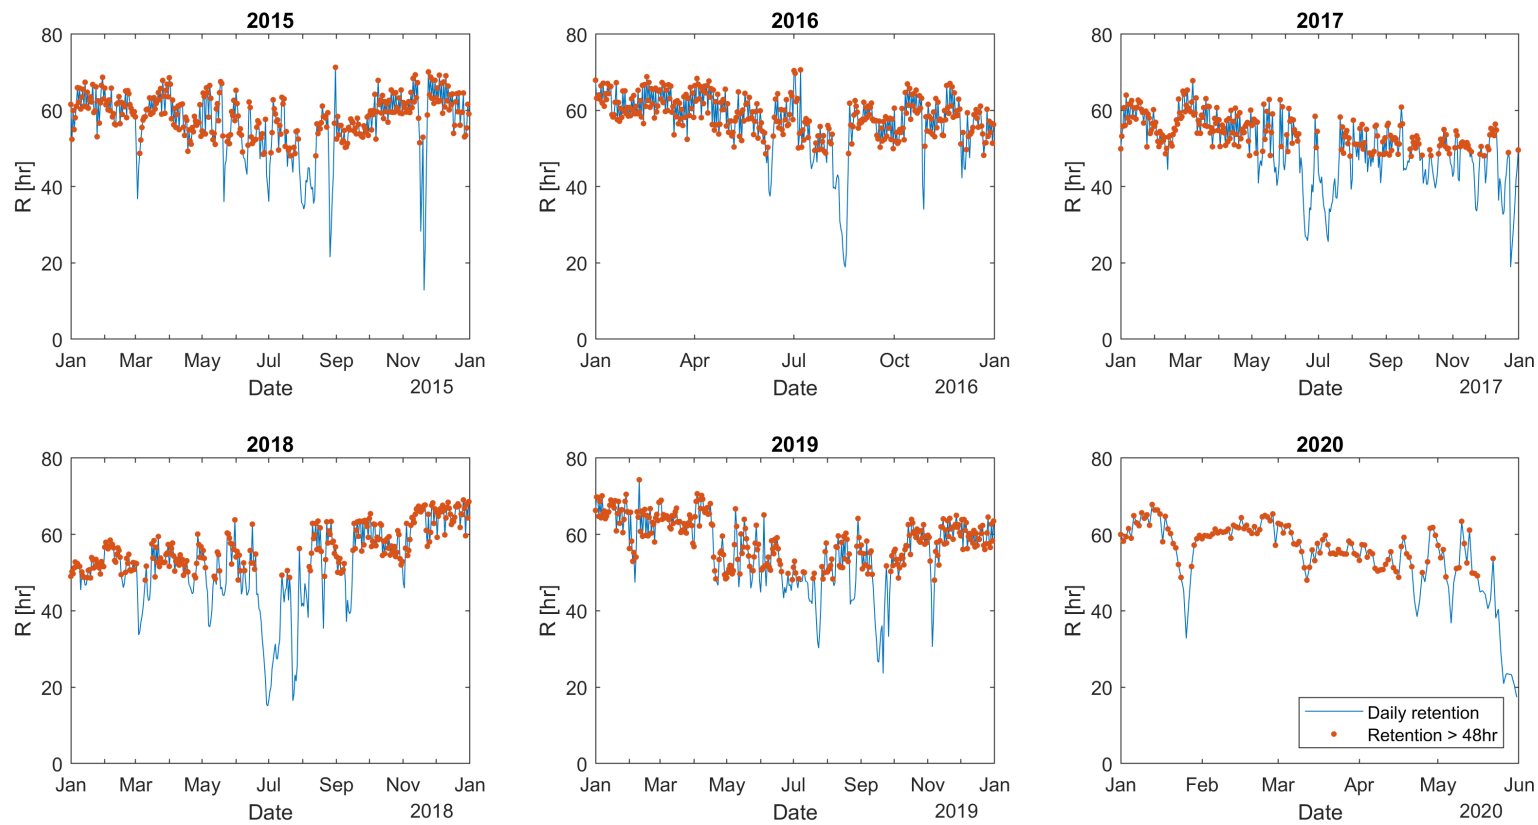 2015
80
60
40
20
0
R [hr]
Jan Mar May Jul Sep Nov Jan
Date
2015
2016
80
60
40
20
0
R [hr]
Jan Apr Jul Oct Jan
Date
2016
2017
80
60
40
20
0
R [hr]
Jan Mar May Jul Sep Nov Jan
Date
2017
2018
80
60
40
20
0
R [hr]
Jan Mar May Jul Sep Nov Jan
Date
2018
2019
80
60
40
20
0
R [hr]
Jan Mar May Jul Sep Nov Jan
Date
2019
2020
80
60
40
20
0
R [hr]
Daily retention
Retention > 48hr
Jan Feb Mar Apr May Jun
Date
2020